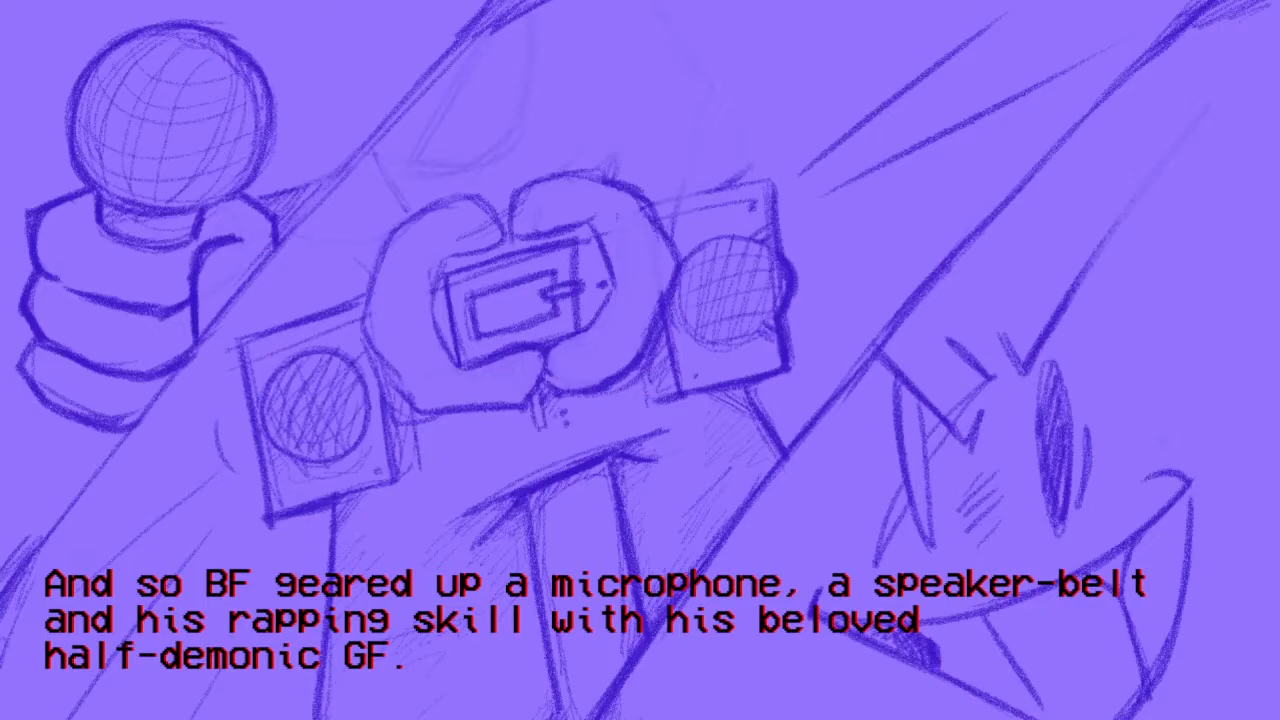 And so BF geared up a microphone, a speaker-belt
and his rapping skill with his beloved
half-demonic GF.